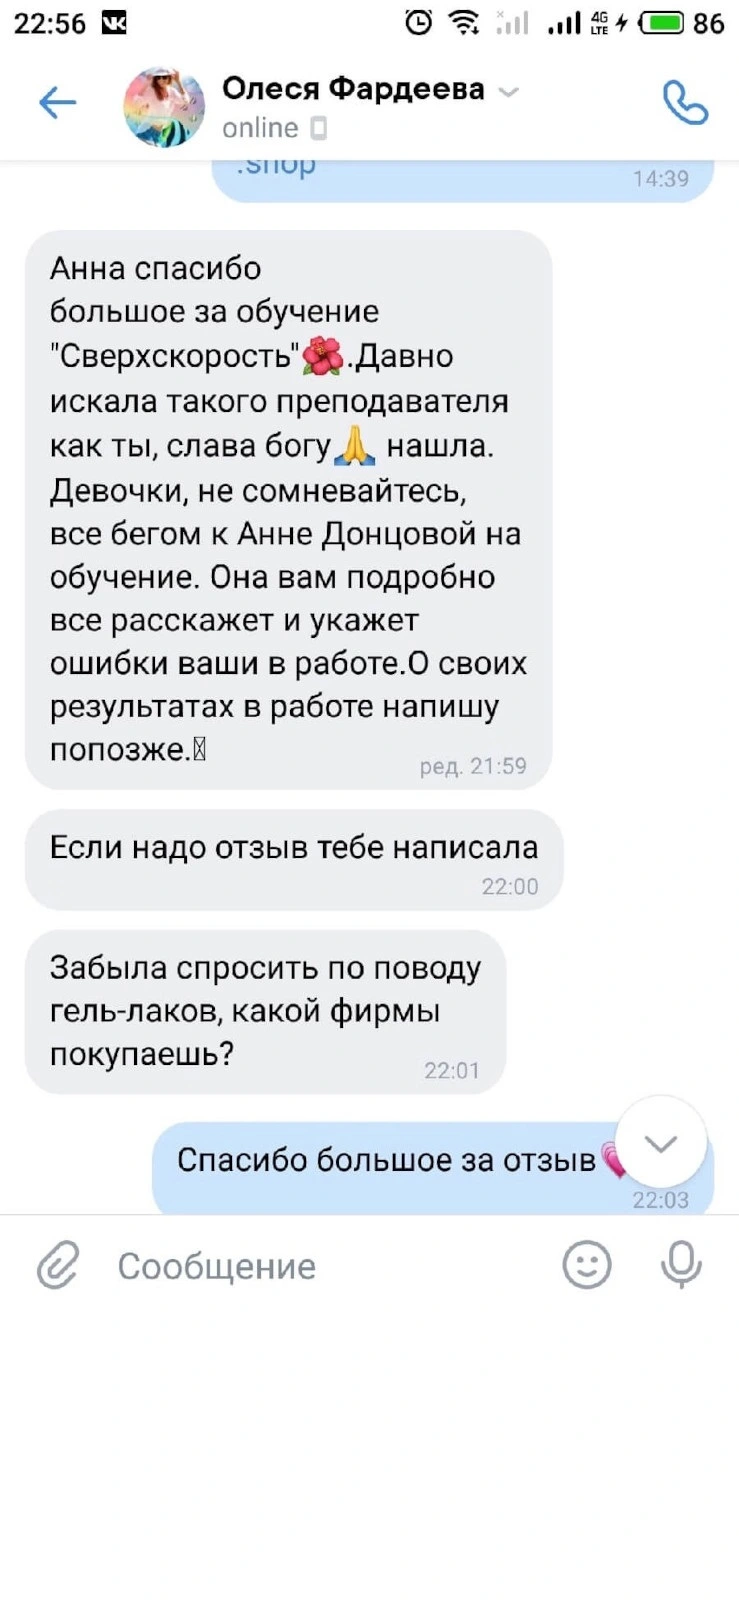 22:56 4G LTE 86
Олеся Фардеева
online
.shop
14:39
Анна спасибо
большое за обучение
"Сверхскорость"🌺.Давно
искала такого преподавателя
как ты, слава богу🙏 нашла.
Девочки, не сомневайтесь,
все бегом к Анне Донцовой на
обучение. Она вам подробно
все расскажет и укажет
ошибки ваши в работе.О своих
результатах в работе напишу
попозже.
ред. 21:59
Если надо отзыв тебе написала
22:00
Забыла спросить по поводу
гель-лаков, какой фирмы
покупаешь?
22:01
Спасибо большое за отзыв💗
22:03
Сообщение